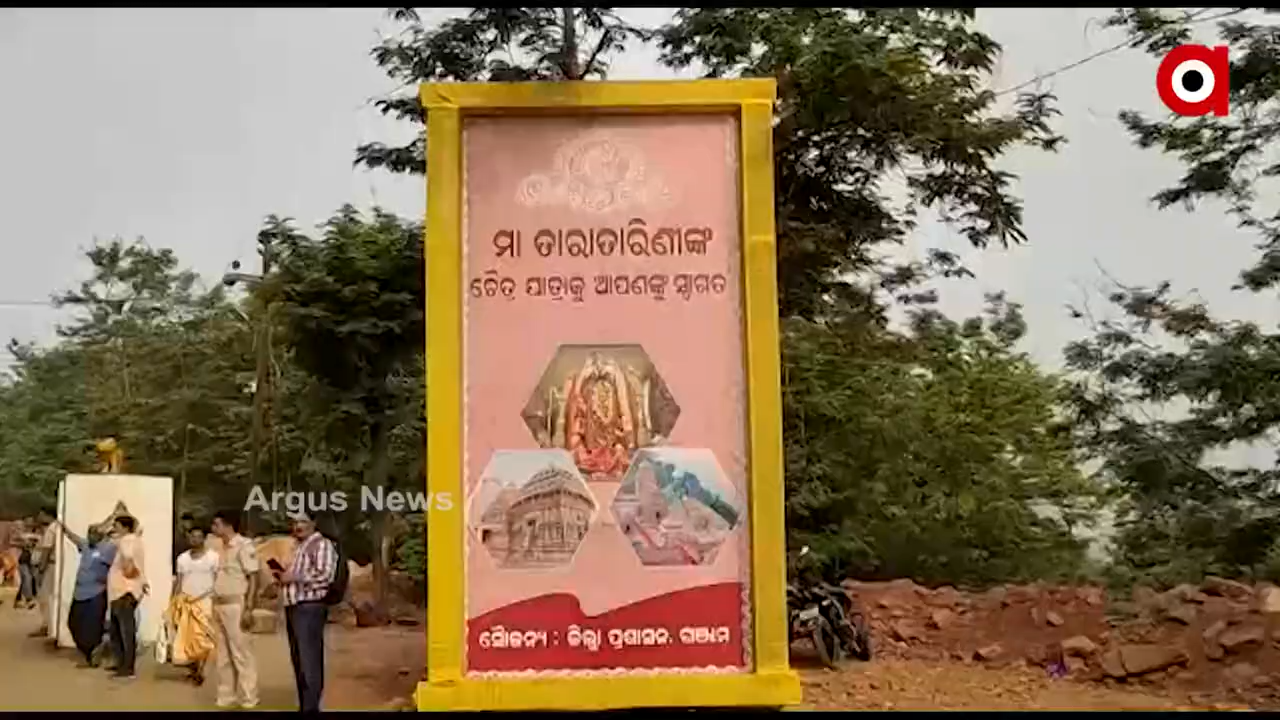 ମା ତାରାତାରିଣୀଙ୍କ
ଚୈତ୍ର ଯାତ୍ରାକୁ ଆପଣଙ୍କୁ ସ୍ୱାଗତ
Argus News
ସୌଜନ୍ୟ : ଜିଲ୍ଲା ପ୍ରଶାସନ, ଗଞ୍ଜାମ